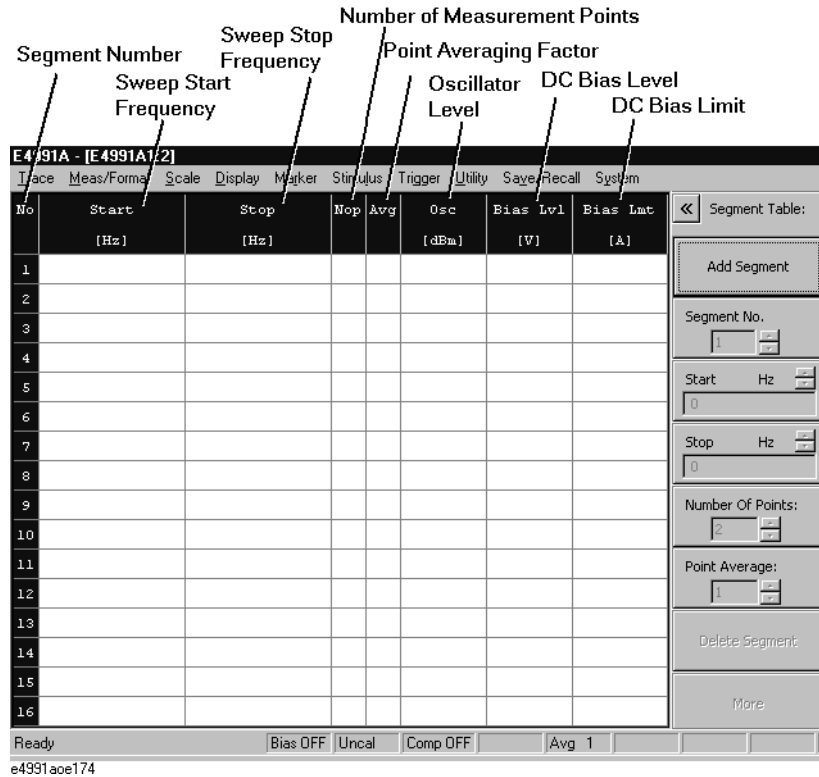 Number of Measurement Points
Sweep Stop
Frequency
Segment Number
Point Averaging Factor
Sweep Start
Frequency
Oscillator
Level
DC Bias Level
DC Bias Limit
E4991A - [E4991A1:2]
Trace Meas/Format Scale Display Marker Stimulus Trigger Utility Save/Recall System
No Start Stop Nop Avg Osc Bias Lvl Bias Lmt
[Hz] [Hz] [dBm] [V] [A]
« Segment Table:
Add Segment
Segment No.
1
Start Hz
0
Stop Hz
0
Number Of Points:
2
Point Average:
1
Delete Segment
More
1
2
3
4
5
6
7
8
9
10
11
12
13
14
15
16
Ready Bias OFF Uncal Comp OFF Avg 1
e4991aoe174